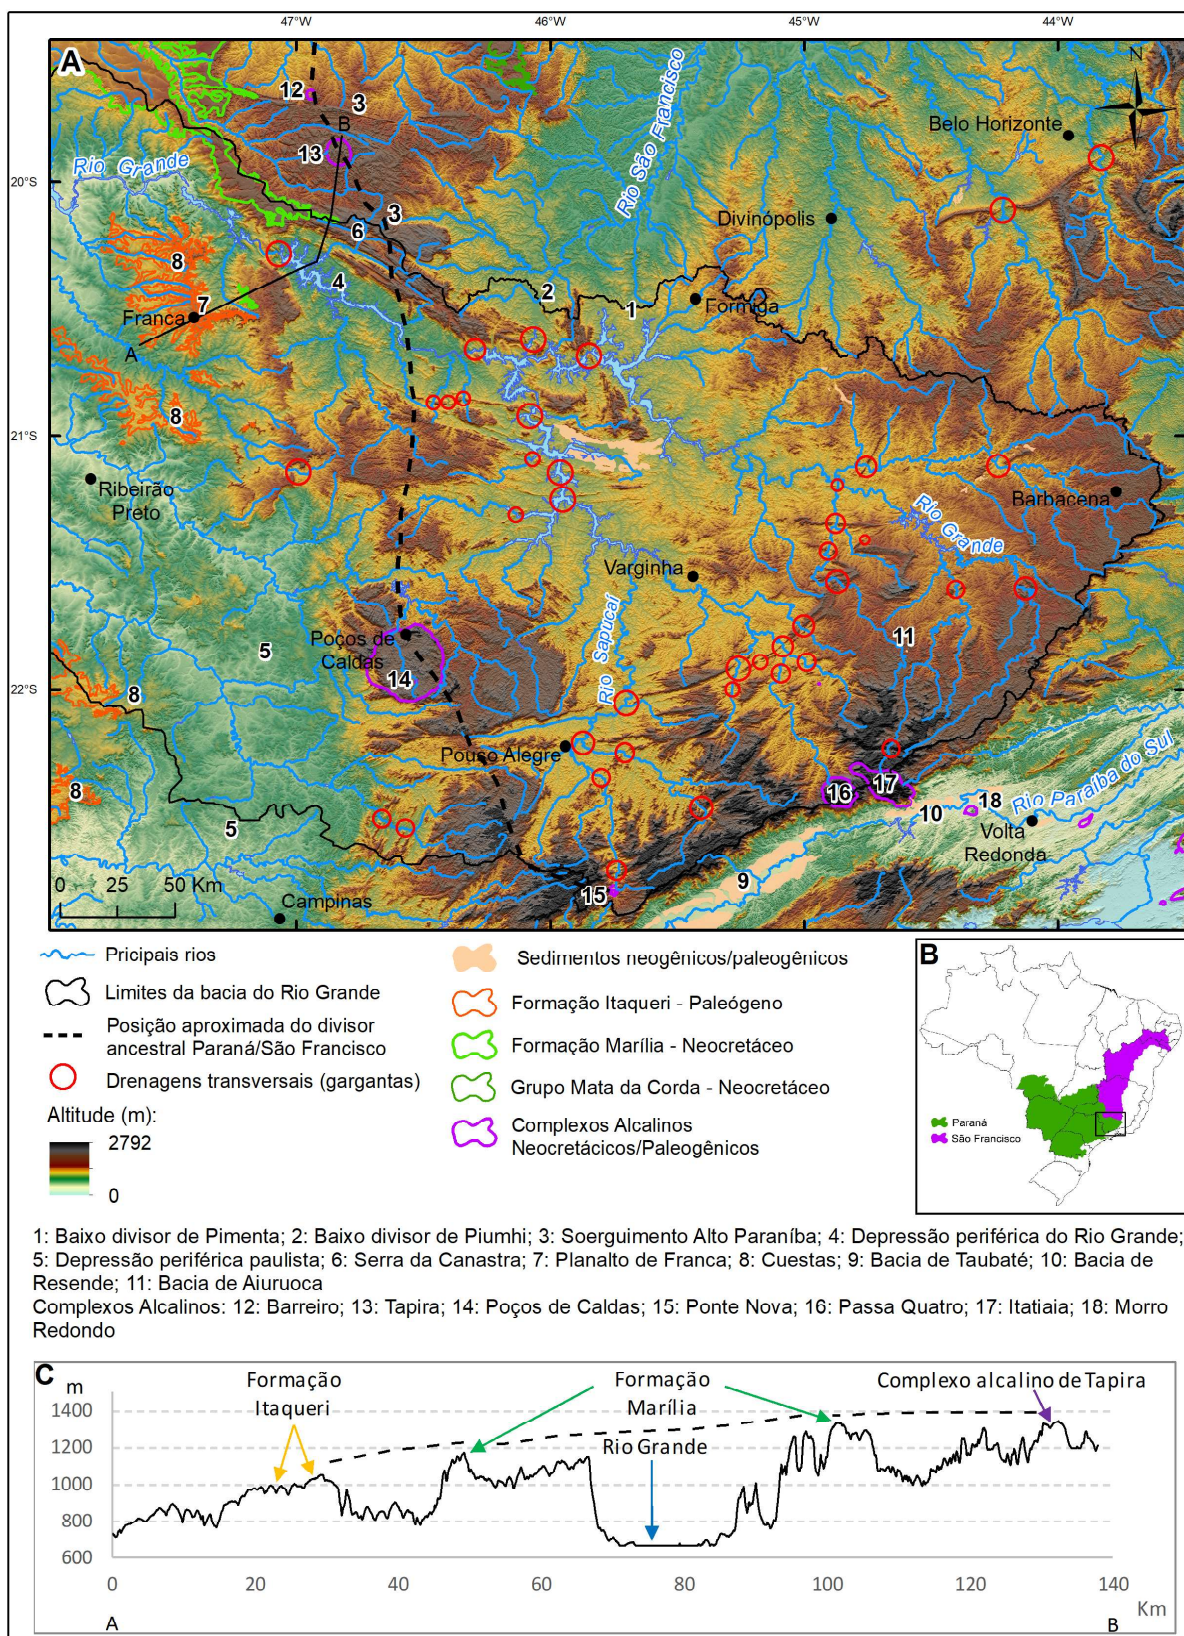 47°W 46°W 45°W 44°W
A
N
12
3
B
Belo Horizonte
13
Rio Grande
Rio São Francisco
20°S
3
Divinópolis
6
8
4
2
1
Formiga
7
Franca
A
8
21°S
Ribeirão
Preto
Barbacena
Rio Grande
Varginha
Rio Sapucaí
11
5
Poços de
Caldas
14
8
22°S
Pouso Alegre
Rio Paraíba do Sul
8
16
17
18
10
5
Volta
Redonda
9
15
0 25 50 Km
Campinas
Pricipais rios
Limites da bacia do Rio Grande
Posição aproximada do divisor
ancestral Paraná/São Francisco
Drenagens transversais (gargantas)
Altitude (m):
2792
0
Sedimentos neogênicos/paleogênicos
Formação Itaqueri - Paleógeno
Formação Marília - Neocretáceo
Grupo Mata da Corda - Neocretáceo
Complexos Alcalinos
Neocretácicos/Paleogênicos
B
Paraná
São Francisco
1: Baixo divisor de Pimenta; 2: Baixo divisor de Piumhi; 3: Soerguimento Alto Paraníba; 4: Depressão periférica do Rio Grande;
5: Depressão periférica paulista; 6: Serra da Canastra; 7: Planalto de Franca; 8: Cuestas; 9: Bacia de Taubaté; 10: Bacia de
Resende; 11: Bacia de Aiuruoca
Complexos Alcalinos: 12: Barreiro; 13: Tapira; 14: Poços de Caldas; 15: Ponte Nova; 16: Passa Quatro; 17: Itatiaia; 18: Morro
Redondo
C
m
Formação
Itaqueri
Formação
Marília
Complexo alcalino de Tapira
Rio Grande
1400
1200
1000
800
600
0 20 40 60 80 100 120 140
Km
A B